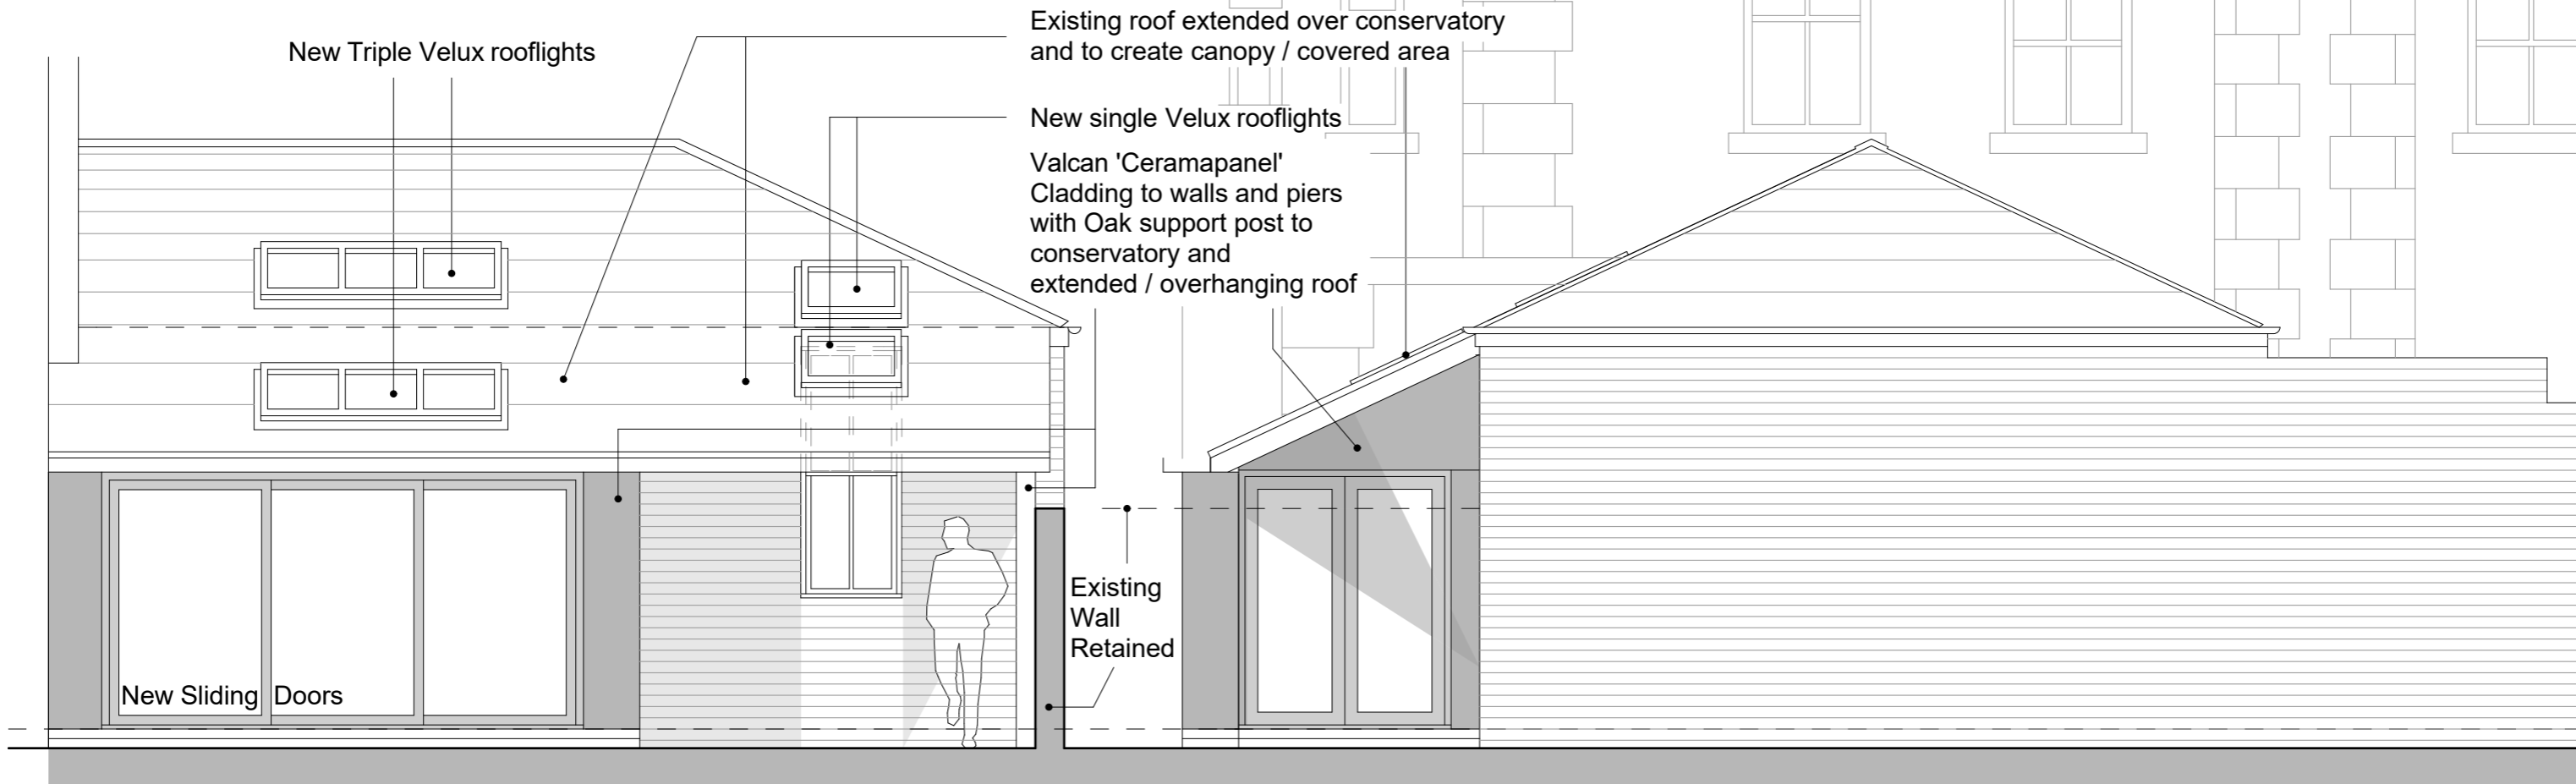 New Triple Velux rooflights
Existing roof extended over conservatory
and to create canopy / covered area
New single Velux rooflights
Valcan 'Ceramapanel'
Cladding to walls and piers
with Oak support post to
conservatory and
extended / overhanging roof
Existing
Wall
Retained
New Sliding Doors